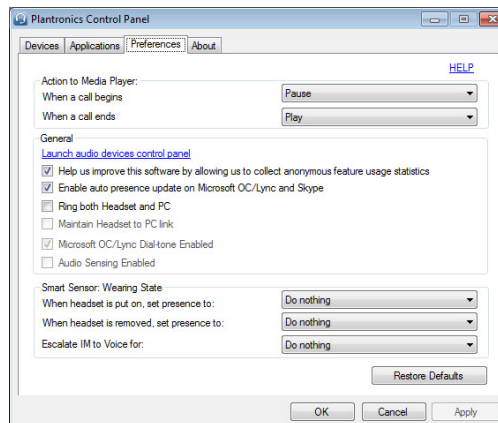 Plantronics Control Panel
Devices Applications Preferences About
HELP
Action to Media Player:
When a call begins Pause
When a call ends Play
General
Launch audio devices control panel
Help us improve this software by allowing us to collect anonymous feature usage statistics
Enable auto presence update on Microsoft OC/Lync and Skype
Ring both Headset and PC
Maintain Headset to PC link
Microsoft OC/Lync Dial-tone Enabled
Audio Sensing Enabled
Smart Sensor: Wearing State
When headset is put on, set presence to: Do nothing
When headset is removed, set presence to: Do nothing
Escalate IM to Voice for: Do nothing
Restore Defaults
OK Cancel Apply